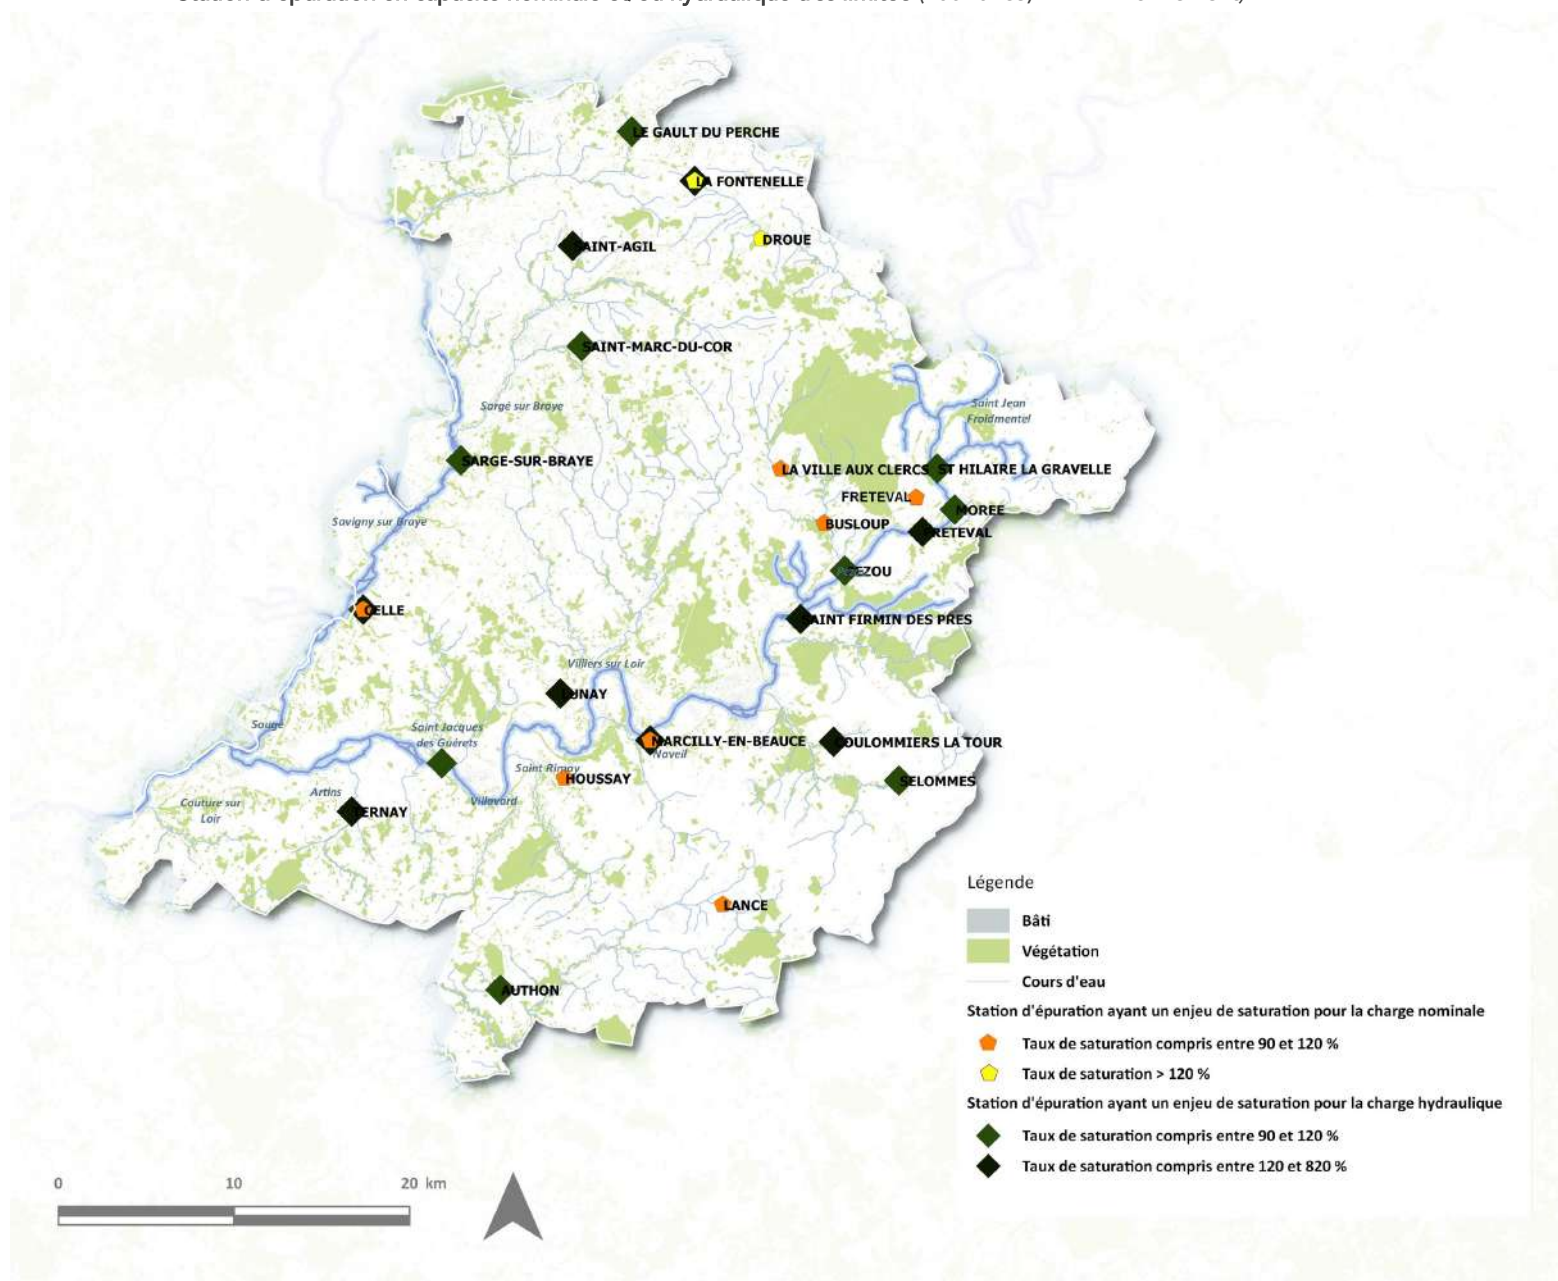 LE GAULT DU PERCHE
LA FONTENELLE
DROUE
SAINT-AGIL
SAINT-MARC-DU-COR
Sargé sur Braye
Saint Jean
Froidmentel
SARGE-SUR-BRAYE
LA VILLE AUX CLERCS
ST HILAIRE LA GRAVELLE
FRETEVAL
MOREE
Savigny sur Braye
BUSLOUP
FRETEVAL
PEZOU
CELLE
SAINT FIRMIN DES PRES
Villiers sur Loir
LUNAY
Sougé
Saint Jacques
des Guérets
MARCILLY-EN-BEAUCE
Naveil
COULOMMIERS LA TOUR
Saint Rimay
HOUSSAY
SELOMMES
Artins
Villavard
Couture sur
Loir
TERNAY
LANCE
AUTHON
Légende
Bâti
Végétation
Cours d'eau
Station d'épuration ayant un enjeu de saturation pour la charge nominale
Taux de saturation compris entre 90 et 120 %
Taux de saturation > 120 %
Station d'épuration ayant un enjeu de saturation pour la charge hydraulique
Taux de saturation compris entre 90 et 120 %
Taux de saturation compris entre 120 et 820 %
0 10 20 km